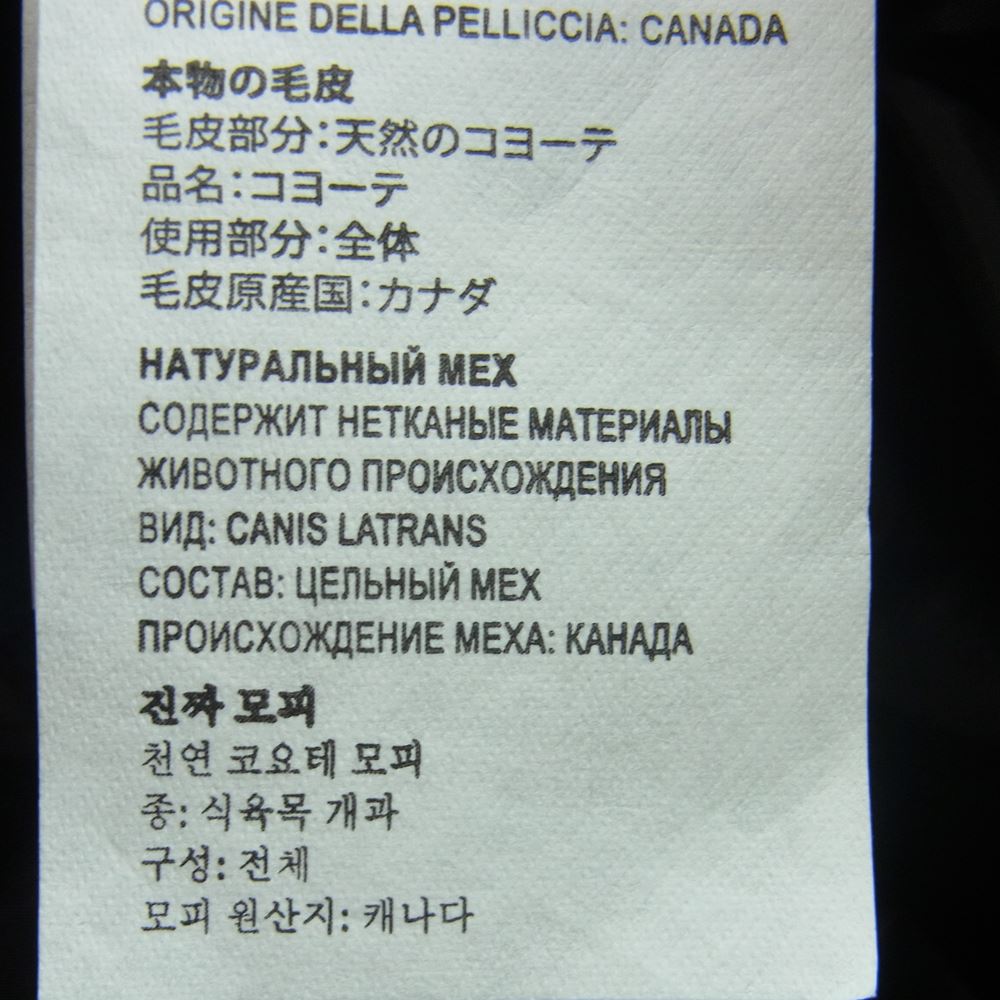 ORIGINE DELLA PELLICCIA: CANADA
本物の毛皮
毛皮部分:天然のコヨーテ
品名:コヨーテ
使用部分:全体
毛皮原産国:カナダ
НАТУРАЛЬНЫЙ МЕХ
СОДЕРЖИТ НЕТКАНЫЕ МАТЕРИАЛЫ
ЖИВОТНОГО ПРОИСХОЖДЕНИЯ
ВИД: CANIS LATRANS
СОСТАВ: ЦЕЛЬНЫЙ МЕХ
ПРОИСХОЖДЕНИЕ МЕХА: КАНАДА
진짜 모피
천연 코요테 모피
종: 식육목 개과
구성: 전체
모피 원산지: 캐나다